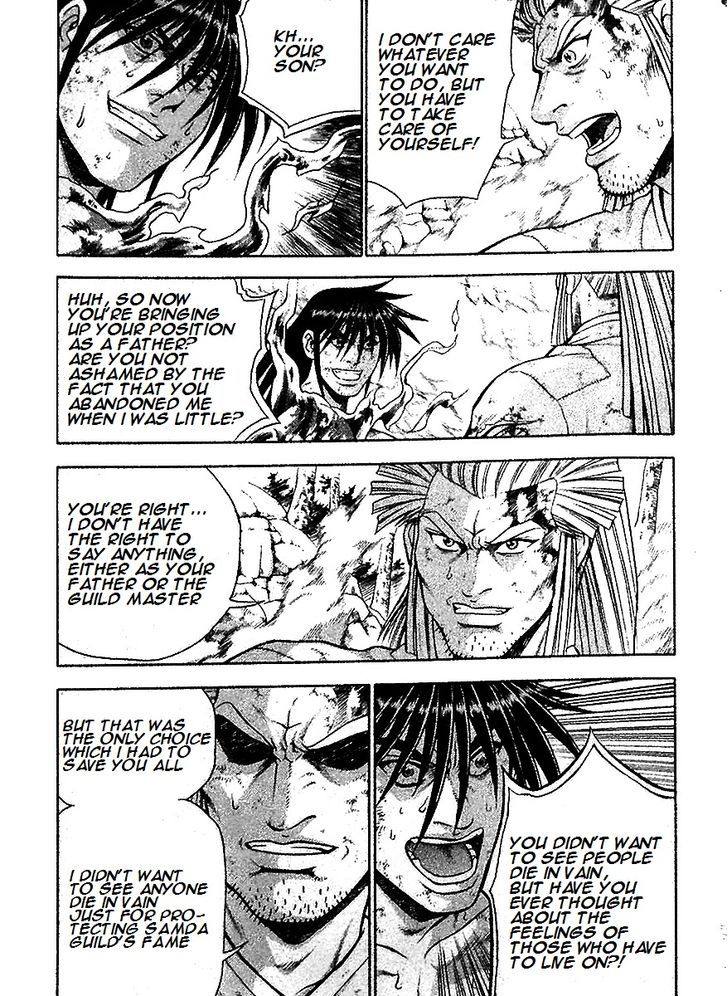 KH...
YOUR
SON?
I DON'T CARE
WHATEVER
YOU WANT
TO DO, BUT
YOU HAVE
TO TAKE
CARE OF
YOURSELF!
HUH, SO NOW
YOU'RE BRINGING
UP YOUR POSITION
AS A FATHER?
ARE YOU NOT
ASHAMED BY THE
FACT THAT YOU
ABANDONED ME
WHEN I WAS LITTLE?
YOU'RE RIGHT...
I DON'T HAVE
THE RIGHT TO
SAY ANYTHING,
EITHER AS YOUR
FATHER OR THE
GUILD MASTER
BUT THAT WAS
THE ONLY CHOICE
WHICH I HAD TO
SAVE YOU ALL
I DIDN'T WANT
TO SEE ANYONE
DIE IN VAIN
JUST FOR PRO-
TECTING SAMDA
GUILD'S FAME
YOU DIDN'T WANT
TO SEE PEOPLE
DIE IN VAIN,
BUT HAVE YOU
EVER THOUGHT
ABOUT THE
FEELINGS OF
THOSE WHO HAVE
TO LIVE ON?!